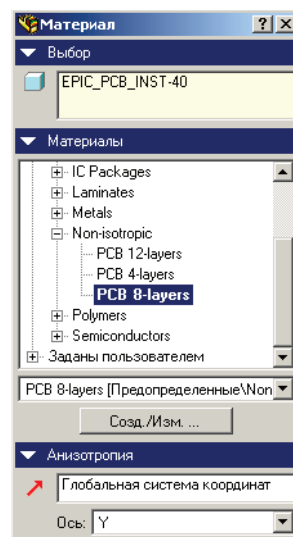 Материал
Выбор
EPIC_PCB_INST-40
Материалы
IC Packages
Laminates
Metals
Non-isotropic
PCB 12-layers
PCB 4-layers
PCB 8-layers
Polymers
Semiconductors
Заданы пользователем
PCB 8-layers [Предопределенные\Non
Созд./Изм. ...
Анизотропия
Глобальная система координат
Ось: Y